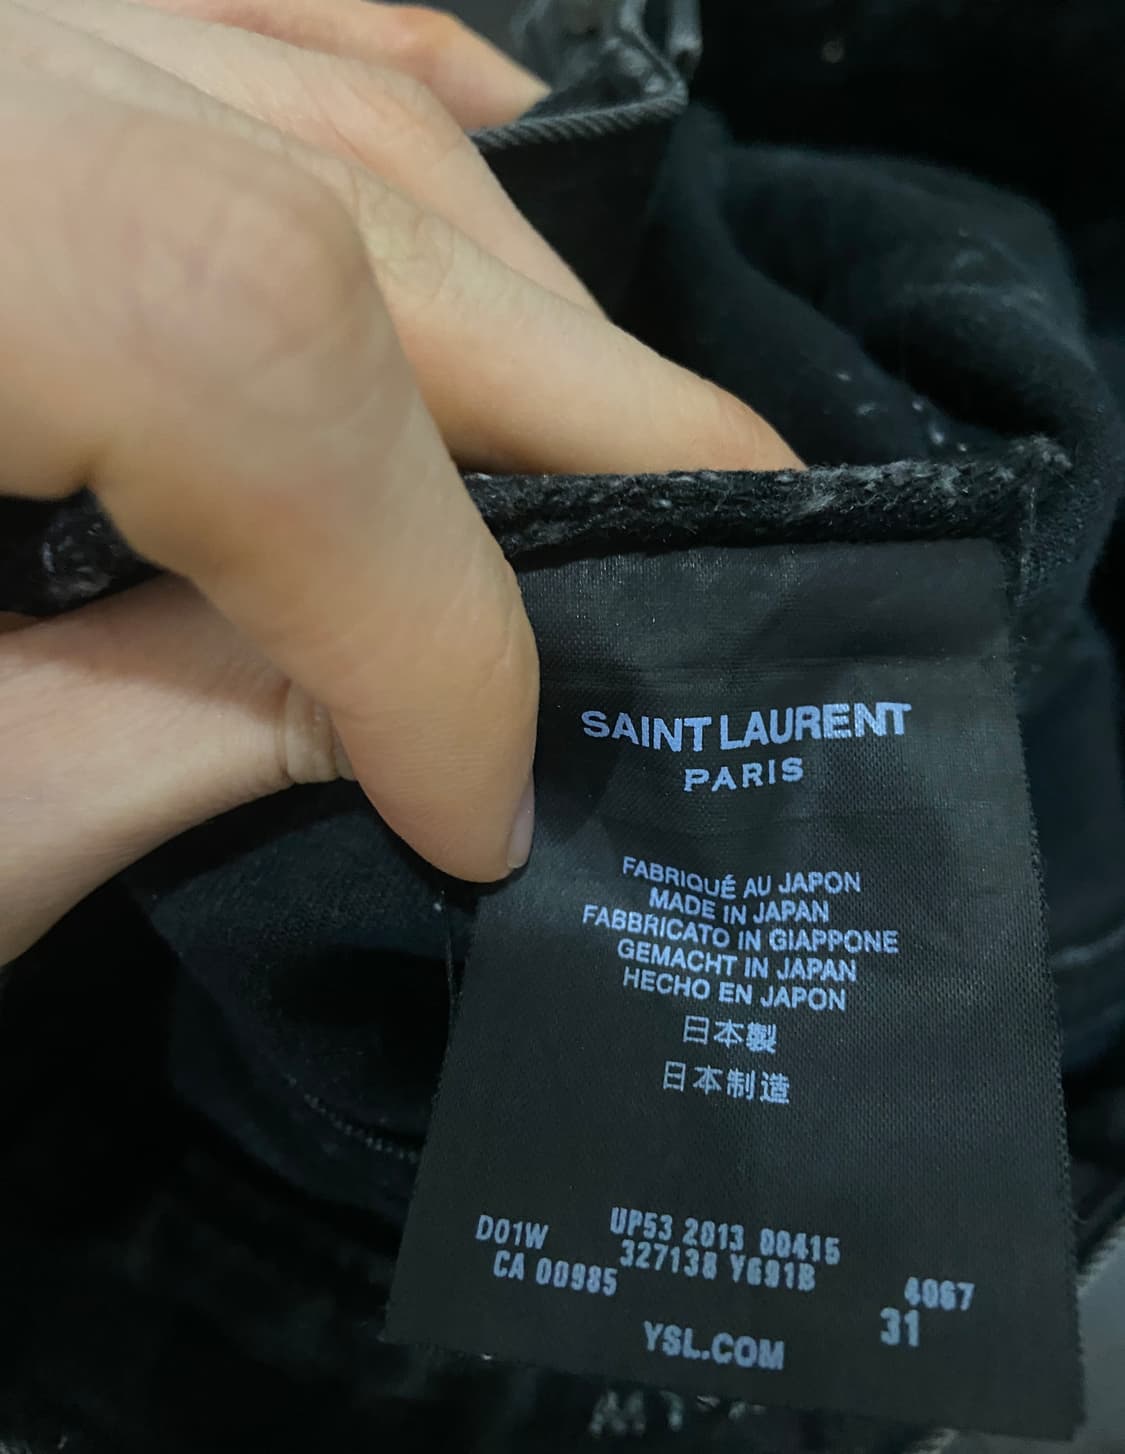 SAINT LAURENT
PARIS
FABRIQUÉ AU JAPON
MADE IN JAPAN
FABBRICATO IN GIAPPONE
GEMACHT IN JAPAN
HECHO EN JAPON
日本製
日本制造
D01W UP53 2013 00415
CA 00985 327138 Y691B 4067
31
YSL.COM